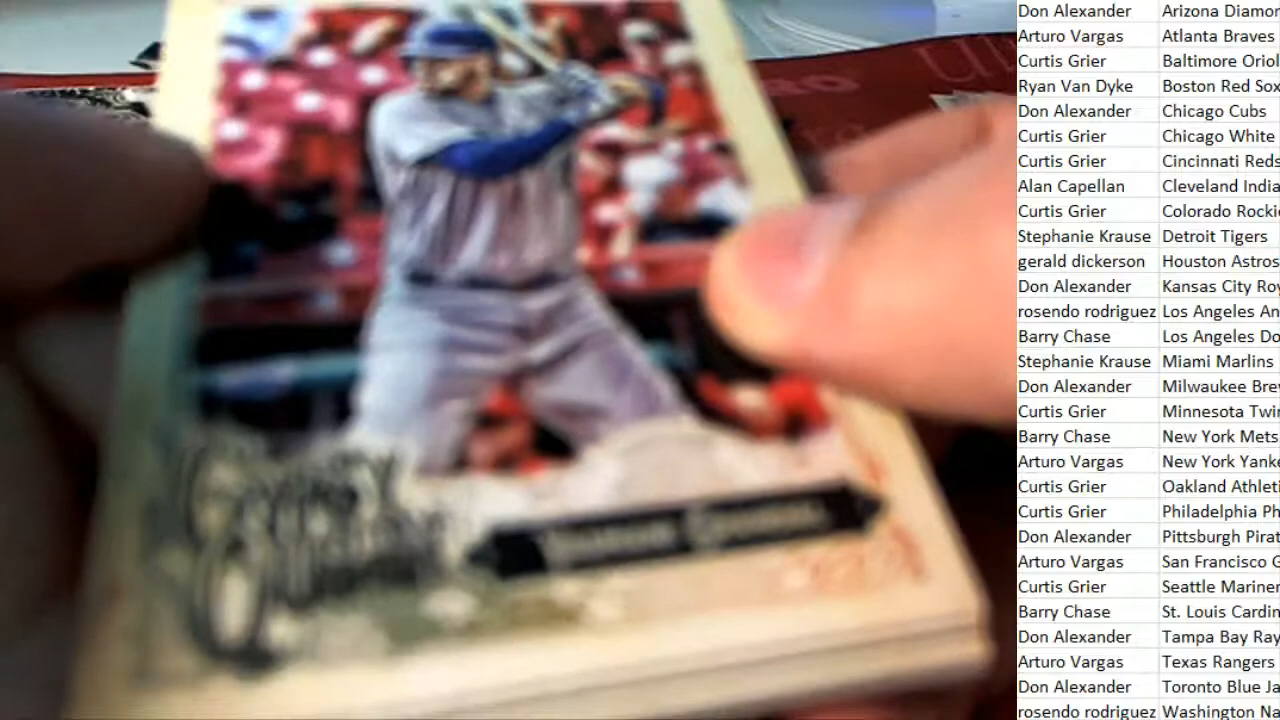 Don Alexander Arizona Diamon
Arturo Vargas Atlanta Braves
Curtis Grier Baltimore Oriol
Ryan Van Dyke Boston Red Sox
Don Alexander Chicago Cubs
Curtis Grier Chicago White
Curtis Grier Cincinnati Reds
Alan Capellan Cleveland India
Curtis Grier Colorado Rocki
Stephanie Krause Detroit Tigers
gerald dickerson Houston Astros
Don Alexander Kansas City Roy
rosendo rodriguez Los Angeles An
Barry Chase Los Angeles Do
Stephanie Krause Miami Marlins
Don Alexander Milwaukee Brew
Curtis Grier Minnesota Twin
Barry Chase New York Mets
Arturo Vargas New York Yanke
Curtis Grier Oakland Athleti
Curtis Grier Philadelphia Ph
Don Alexander Pittsburgh Pirat
Arturo Vargas San Francisco G
Curtis Grier Seattle Mariner
Barry Chase St. Louis Cardin
Don Alexander Tampa Bay Ray
Arturo Vargas Texas Rangers
Don Alexander Toronto Blue Ja
rosendo rodriguez Washington Na